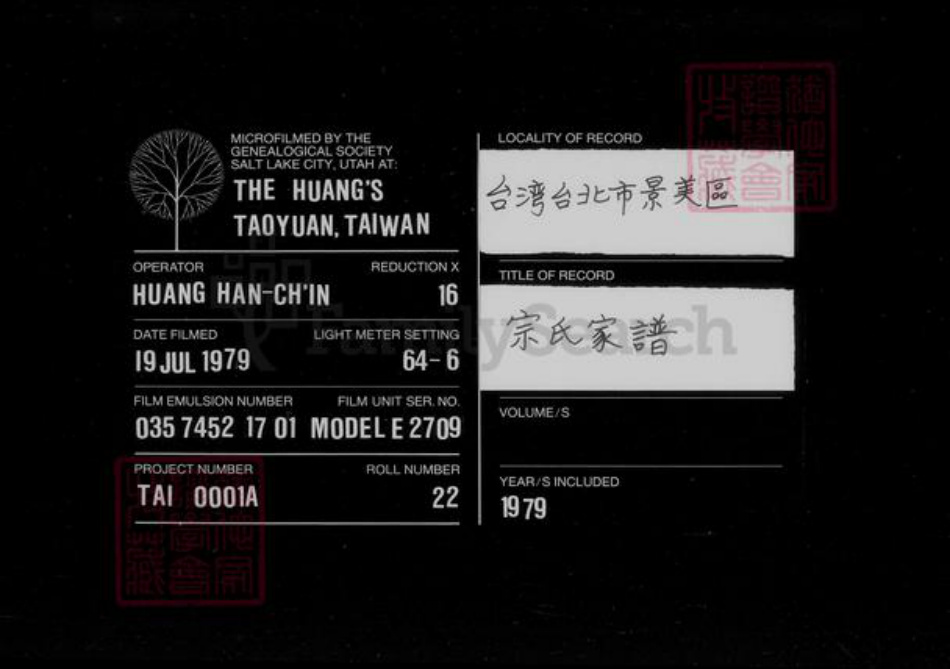 MICROFILMED BY THE
GENEALOGICAL SOCIETY
SALT LAKE CITY, UTAH AT:
THE HUANG'S
TAOYUAN, TAIWAN
OPERATOR
REDUCTION X
HUANG HAN-CH'IN
16
DATE FILMED
LIGHT METER SETTING
19 JUL 1979
64-6
FILM EMULSION NUMBER
FILM UNIT SER. NO.
035 7452 17 01
MODEL E 2709
PROJECT NUMBER
ROLL NUMBER
TAI 0001A
22
LOCALITY OF RECORD
台湾台北市景美區
TITLE OF RECORD
宗氏家譜
VOLUME/S
YEAR/S INCLUDED
1979
FamilySearch